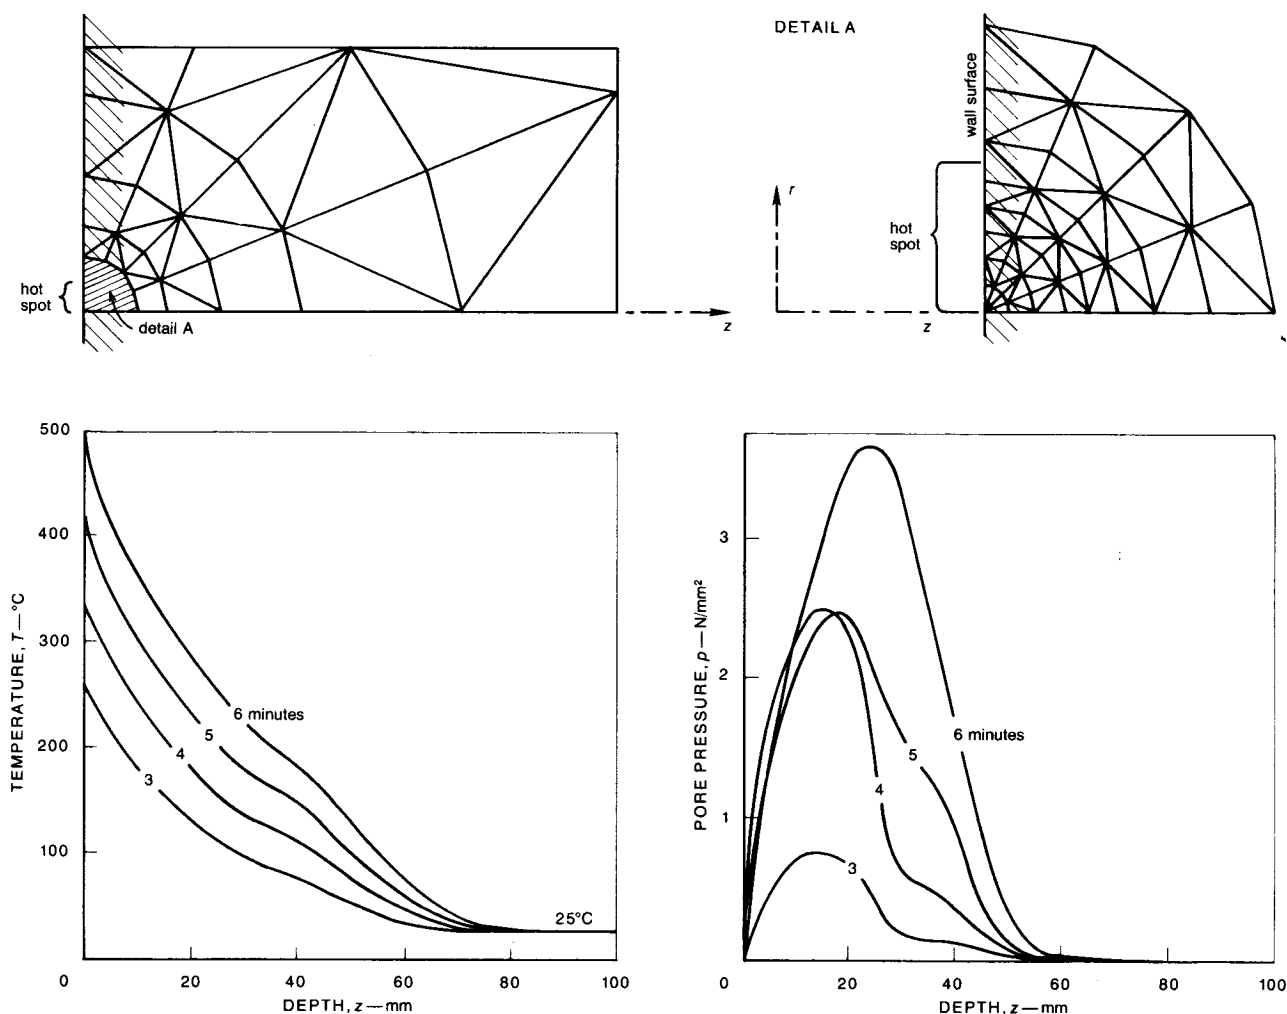 DETAIL A
wall surface
r
hot
spot
z
hot
spot
detail A
z
500
400
300
200
100
0
20
40
60
80
100
TEMPERATURE, T—°C
DEPTH, z—mm
6 minutes
5
4
3
25°C
3
2
1
0
20
40
60
80
100
PORE PRESSURE, p—N/mm²
DEPTH, z—mm
6 minutes
5
4
3